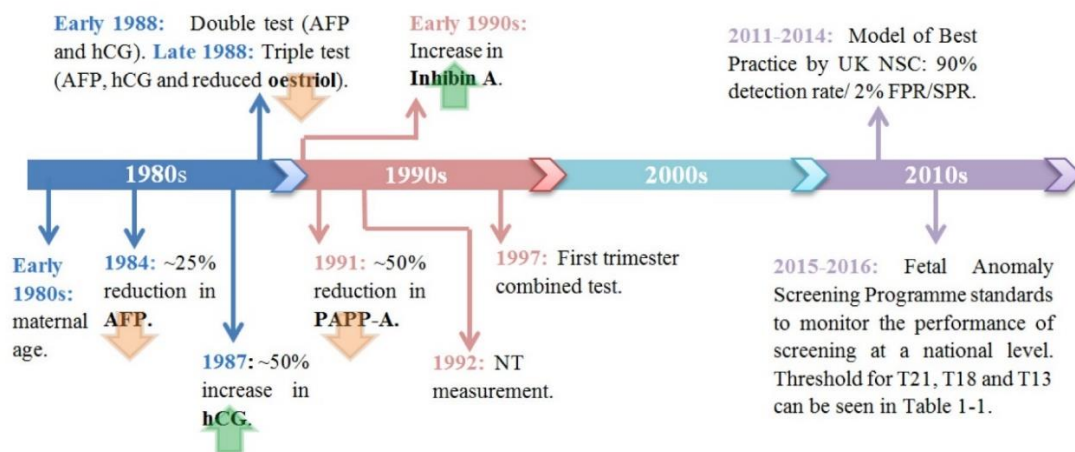 Early 1988: Double test (AFP
and hCG). Late 1988: Triple test
(AFP, hCG and reduced oestriol).
Early 1990s:
Increase in
Inhibin A.
2011-2014: Model of Best
Practice by UK NSC: 90%
detection rate/ 2% FPR/SPR.
1980s
1990s
2000s
2010s
Early
1980s:
maternal
age.
1984: ~25%
reduction in
AFP.
1987: ~50%
increase in
hCG.
1991: ~50%
reduction in
PAPP-A.
1992: NT
measurement.
1997: First trimester
combined test.
2015-2016: Fetal Anomaly
Screening Programme standards
to monitor the performance of
screening at a national level.
Threshold for T21, T18 and T13
can be seen in Table 1-1.